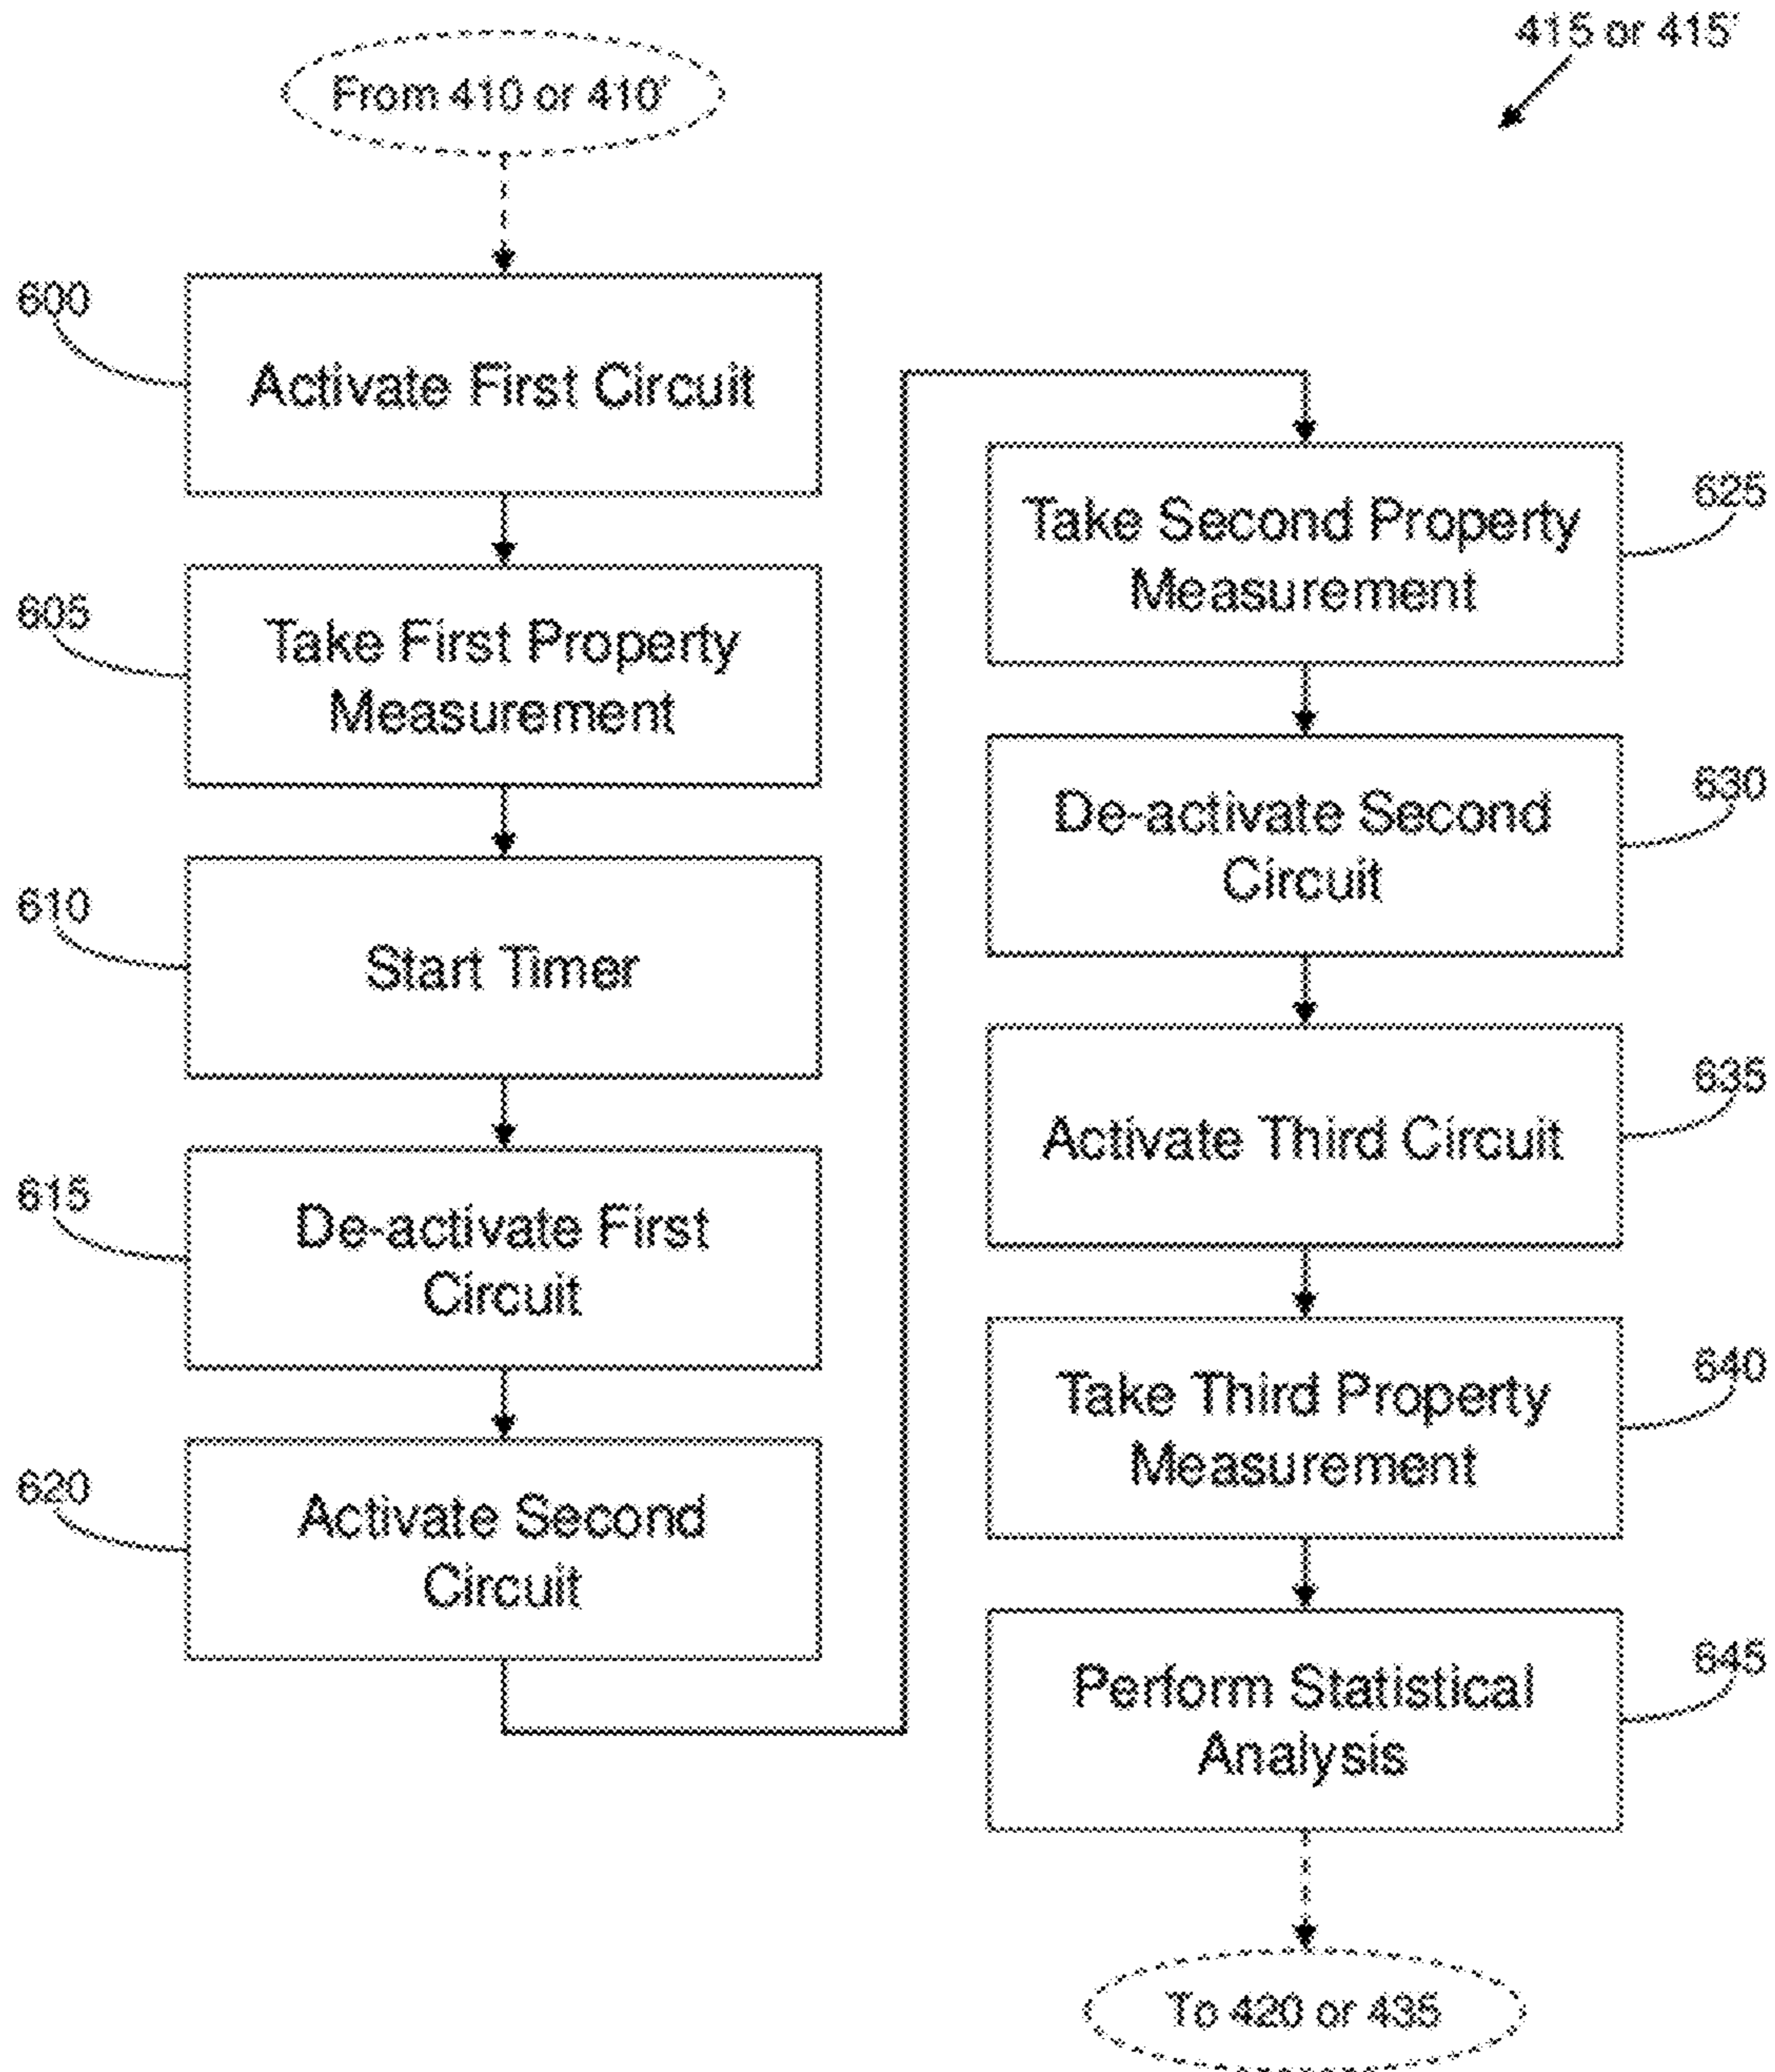 415 or 415'
From 410 or 410'
600
Activate First Circuit
605
Take First Property
Measurement
610
Start Timer
615
De-activate First
Circuit
620
Activate Second
Circuit
625
Take Second Property
Measurement
630
De-activate Second
Circuit
635
Activate Third Circuit
640
Take Third Property
Measurement
645
Perform Statistical
Analysis
To 420 or 435